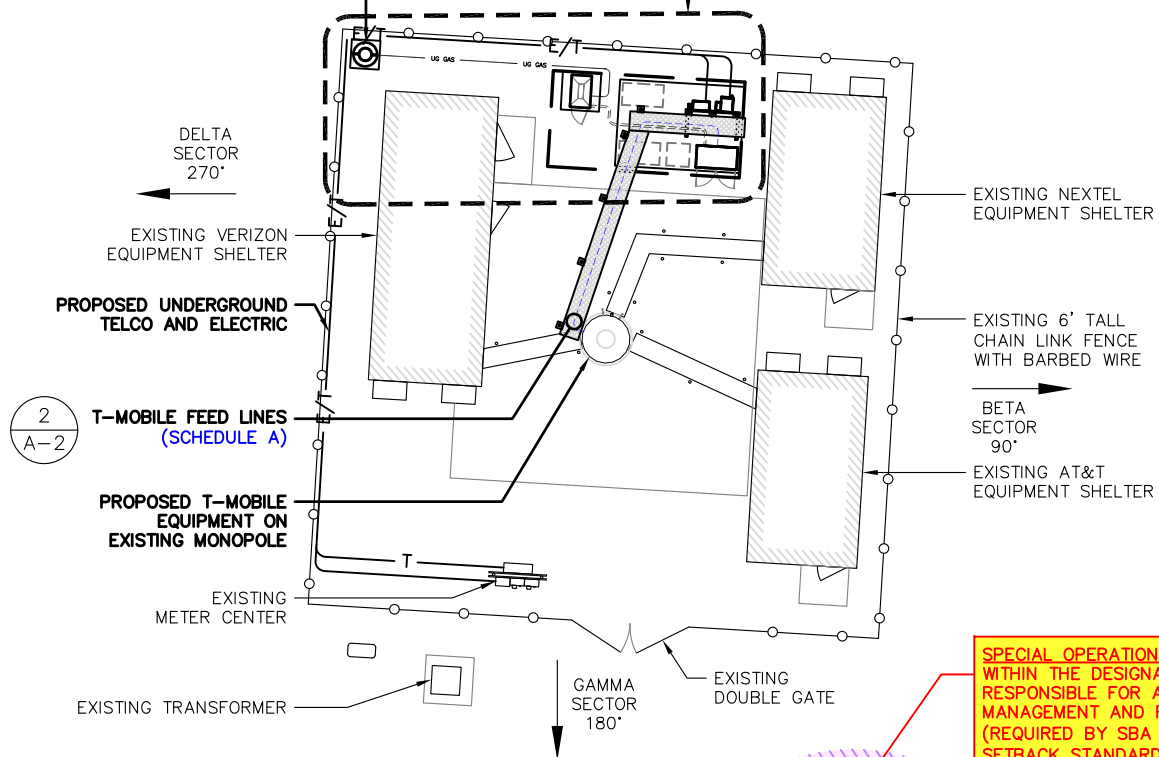 E/T
E/T
UG GAS
UG GAS
DELTA
SECTOR
270°
EXISTING NEXTEL
EQUIPMENT SHELTER
E/T
EXISTING VERIZON
EQUIPMENT SHELTER
PROPOSED UNDERGROUND
TELCO AND ELECTRIC
EXISTING 6' TALL
CHAIN LINK FENCE
WITH BARBED WIRE
E/T
2
A-2
T-MOBILE FEED LINES
(SCHEDULE A)
BETA
SECTOR
90°
EXISTING AT&T
EQUIPMENT SHELTER
PROPOSED T-MOBILE
EQUIPMENT ON
EXISTING MONOPOLE
T
EXISTING
METER CENTER
EXISTING TRANSFORMER
GAMMA
SECTOR
180°
EXISTING
DOUBLE GATE
SPECIAL OPERATION
WITHIN THE DESIGNA
RESPONSIBLE FOR A
MANAGEMENT AND
(REQUIRED BY SBA
SETBACK STANDARD